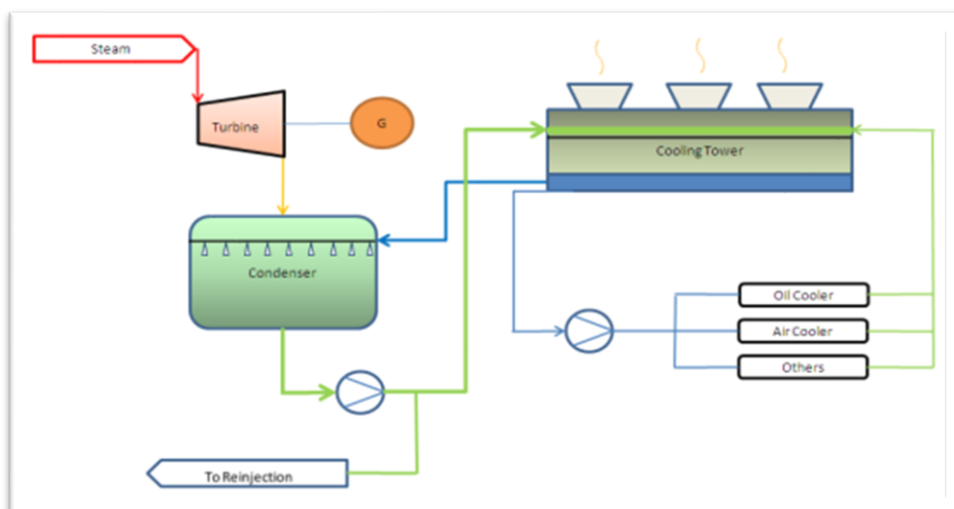 Steam
Turbine
G
Cooling Tower
Condenser
Oil Cooler
Air Cooler
Others
To Reinjection